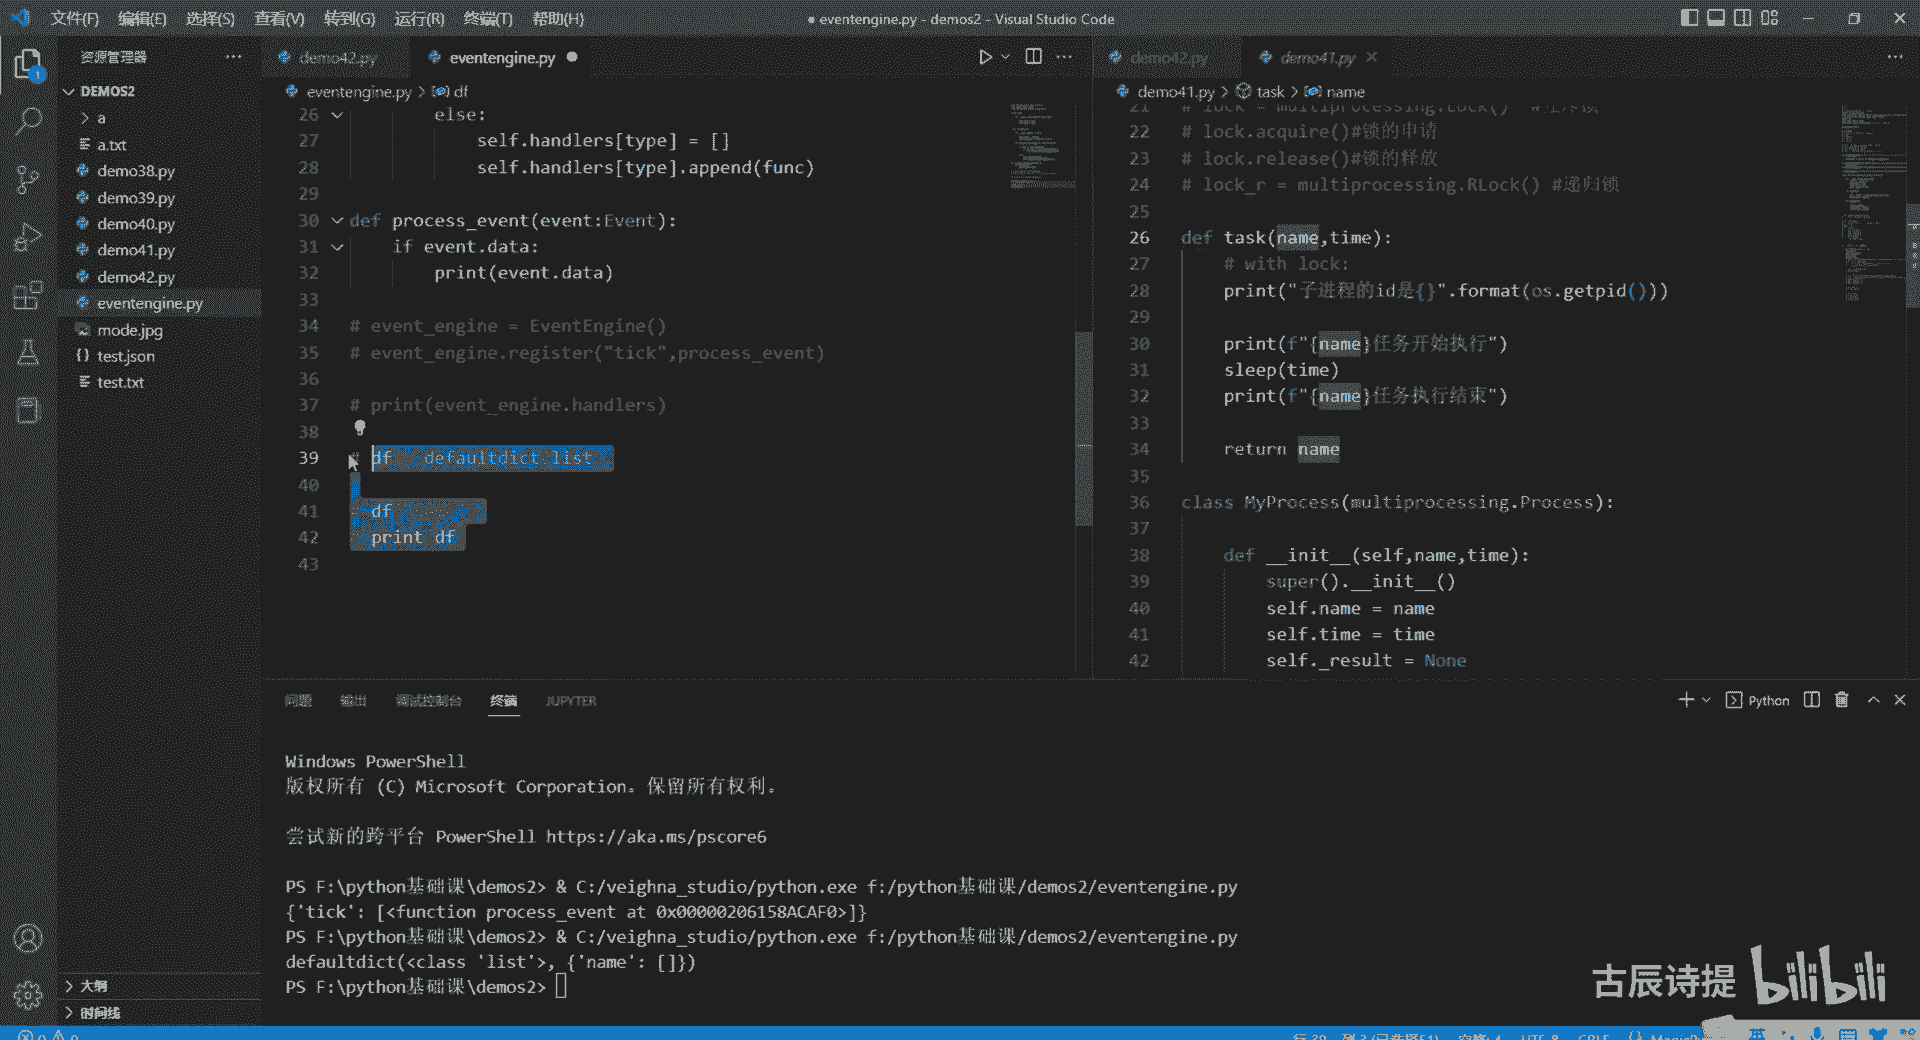 文件(F) 编辑(E) 选择(S) 查看(V) 转到(G) 运行(R) 终端(T) 帮助(H)
● eventengine.py - demos2 - Visual Studio Code
资源管理器
1
DEMOS2
a
a.txt
demo38.py
demo39.py
demo40.py
demo41.py
demo42.py
eventengine.py
mode.jpg
test.json
test.txt
大纲
时间线
demo42.py eventengine.py
eventengine.py > df
26 else:
27 self.handlers[type] = []
28 self.handlers[type].append(func)
29
30 def process_event(event:Event):
31 if event.data:
32 print(event.data)
33
34 # event_engine = EventEngine()
35 # event_engine.register("tick",process_event)
36
37 # print(event_engine.handlers)
38
39 # df defaultdict list
40
41 df
42 print df
43
demo42.py demo41.py
demo41.py > task > name
21 # lock = multiprocessing.Lock()
22 # lock.acquire()#锁的申请
23 # lock.release()#锁的释放
24 # lock_r = multiprocessing.RLock() #递归锁
25
26 def task(name,time):
27 # with lock:
28 print("子进程的id是{}".format(os.getpid()))
29
30 print(f"{name}任务开始执行")
31 sleep(time)
32 print(f"{name}任务执行结束")
33
34 return name
35
36 class MyProcess(multiprocessing.Process):
37
38 def __init__(self,name,time):
39 super().__init__()
40 self.name = name
41 self.time = time
42 self._result = None
问题 输出 调试控制台 终端 JUPYTER
Python
Windows PowerShell
版权所有 (C) Microsoft Corporation。保留所有权利。
尝试新的跨平台 PowerShell https://aka.ms/pscore6
PS F:\python基础课\demos2> & C:/veighna_studio/python.exe f:/python基础课/demos2/eventengine.py
{'tick': [<function process_event at 0x00000206158ACAF0>]}
PS F:\python基础课\demos2> & C:/veighna_studio/python.exe f:/python基础课/demos2/eventengine.py
defaultdict(<class 'list'>, {'name': []})
PS F:\python基础课\demos2>
古辰诗提 bilibili